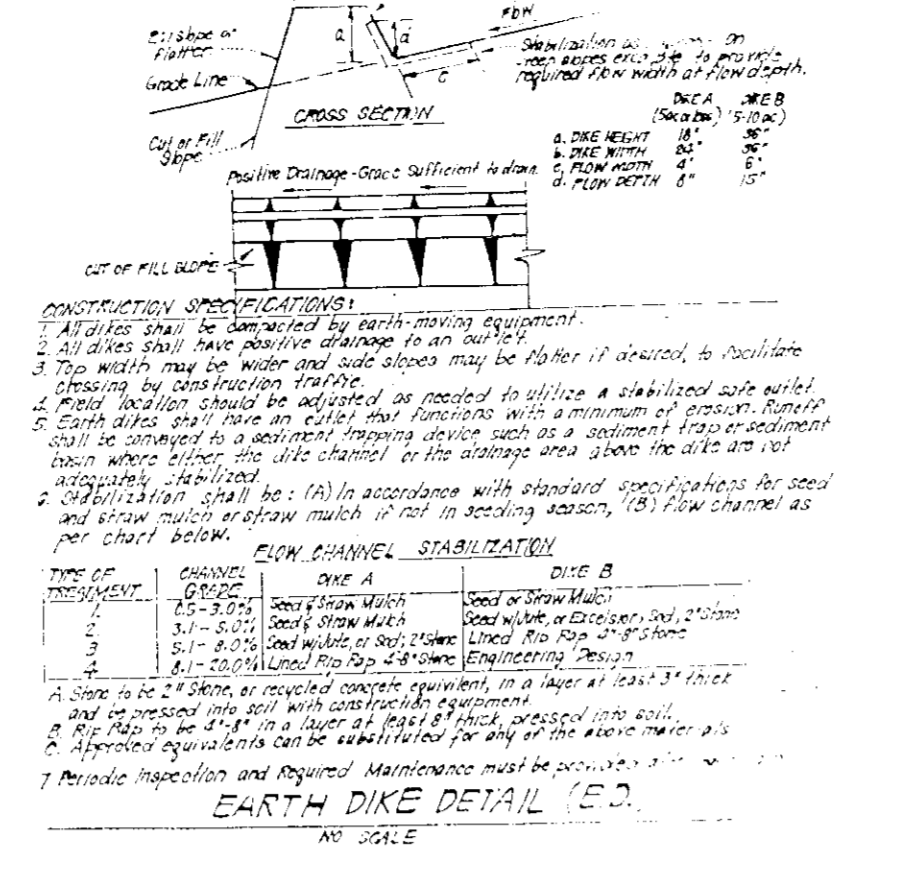 FLOW
slope or
flatter
Grade Line
Cut or Fill
Slope
a
d
c
Stabilization on
slopes to provide
required flow width at flow depth.
CROSS SECTION
DIKE A DIKE B
(5 ac or less) (5-10 ac)
a. DIKE HEIGHT 18" 36"
b. DIKE WIDTH 24" 36"
c. FLOW WIDTH 4' 6'
d. FLOW DEPTH 8" 15"
Positive Drainage-Grade Sufficient to drain
CUT OF FILL SLOPE
CONSTRUCTION SPECIFICATIONS:
1. All dikes shall be compacted by earth-moving equipment.
2. All dikes shall have positive drainage to an outlet.
3. Top width may be wider and side slopes may be flatter if desired, to facilitate
crossing by construction traffic.
4. Field location should be adjusted as needed to utilize a stabilized safe outlet.
5. Earth dikes shall have an outlet that functions with a minimum of erosion. Runoff
shall be conveyed to a sediment trapping device such as a sediment trap or sediment
basin where either the dike channel or the drainage area above the dike are not
adequately stabilized.
6. Stabilization shall be: (A) In accordance with standard specifications for seed
and straw mulch or straw mulch if not in seeding season, (B) flow channel as
per chart below.
FLOW CHANNEL STABILIZATION
TYPE OF TREATMENT CHANNEL GRADE DIKE A DIKE B
1 0.5-3.0% Seed & Straw Mulch Seed or Straw Mulch
2 3.1-5.0% Seed & Straw Mulch Seed w/Jute, or Excelsior, Sod, 2" Stone
3 5.1-8.0% Seed w/Jute, or Sod; 2" Stone Lined Rip Rap 4"-8" Stone
4 8.1-20.0% Lined Rip Rap 4-8" Stone Engineering Design
A. Stone to be 2" Stone, or recycled concrete equivilent, in a layer at least 3" thick
and be pressed into soil with construction equipment.
B. Rip Rap to be 4"-8" in a layer at least 8" thick, pressed into soil.
C. Approved equivalents can be substituted for any of the above materials
7 Periodic Inspection and Required Maintenance must be provided
EARTH DIKE DETAIL (E.D.
NO SCALE